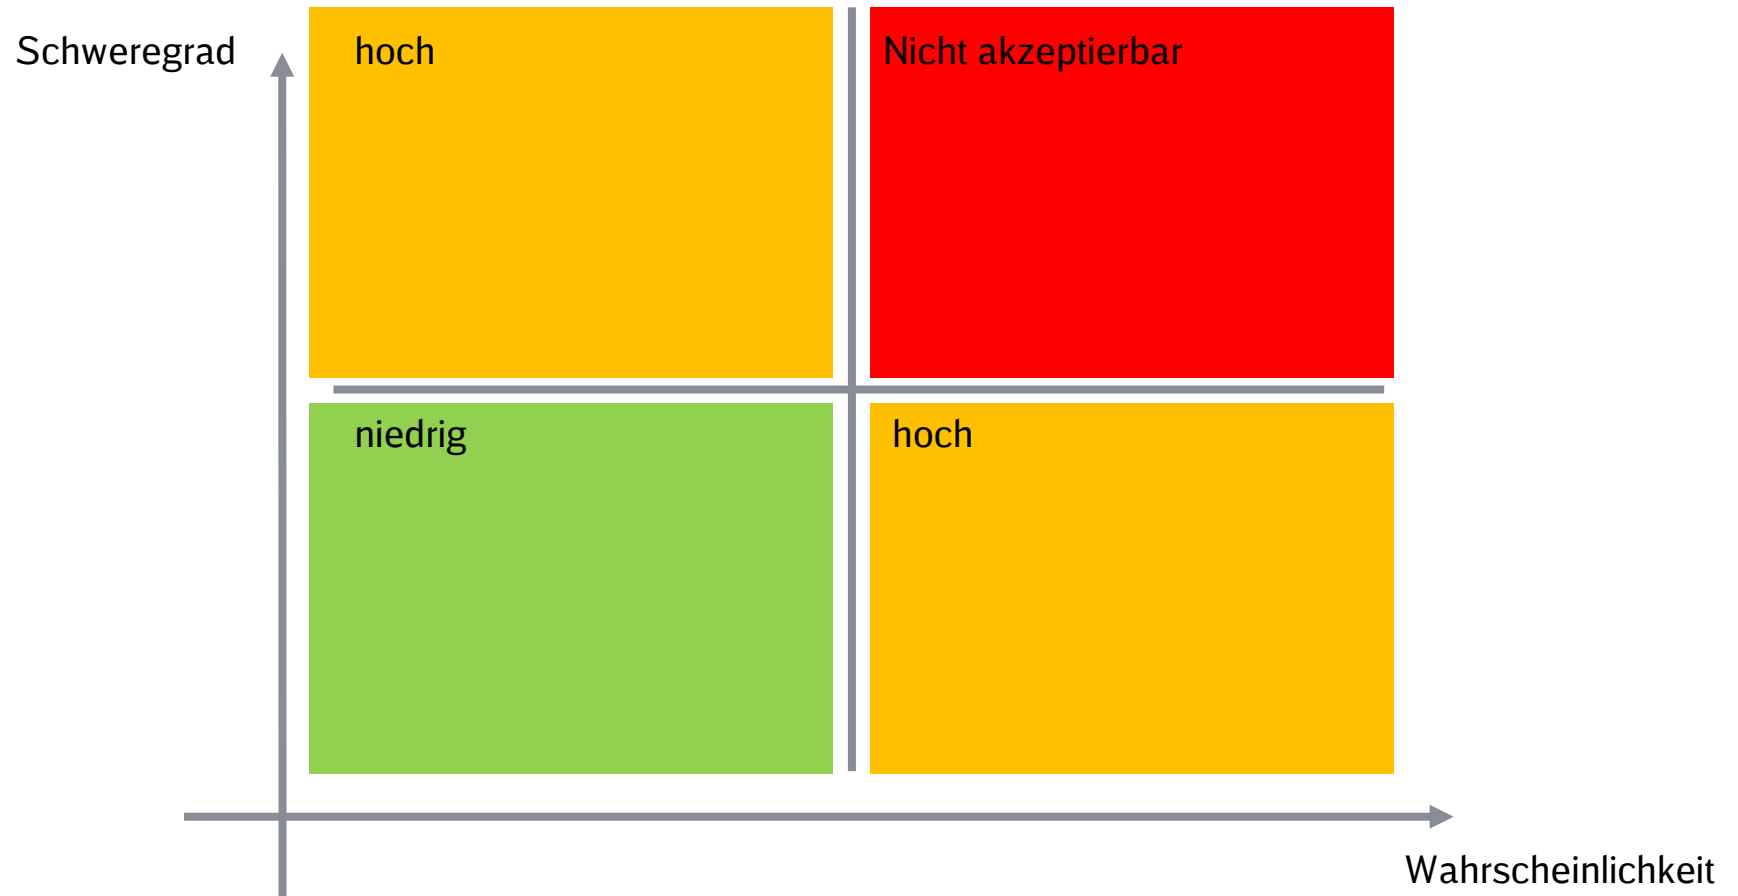 Schweregrad
hoch
Nicht akzeptierbar
niedrig
hoch
Wahrscheinlichkeit